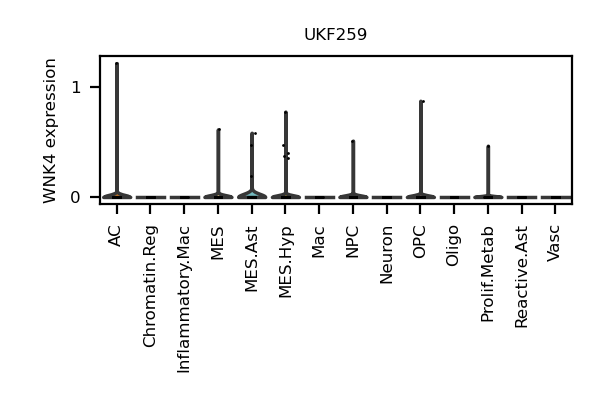 UKF259
WNK4 expression
1
0
AC
Chromatin.Reg
Inflammatory.Mac
MES
MES.Ast
MES.Hyp
Mac
NPC
Neuron
OPC
Oligo
Prolif.Metab
Reactive.Ast
Vasc